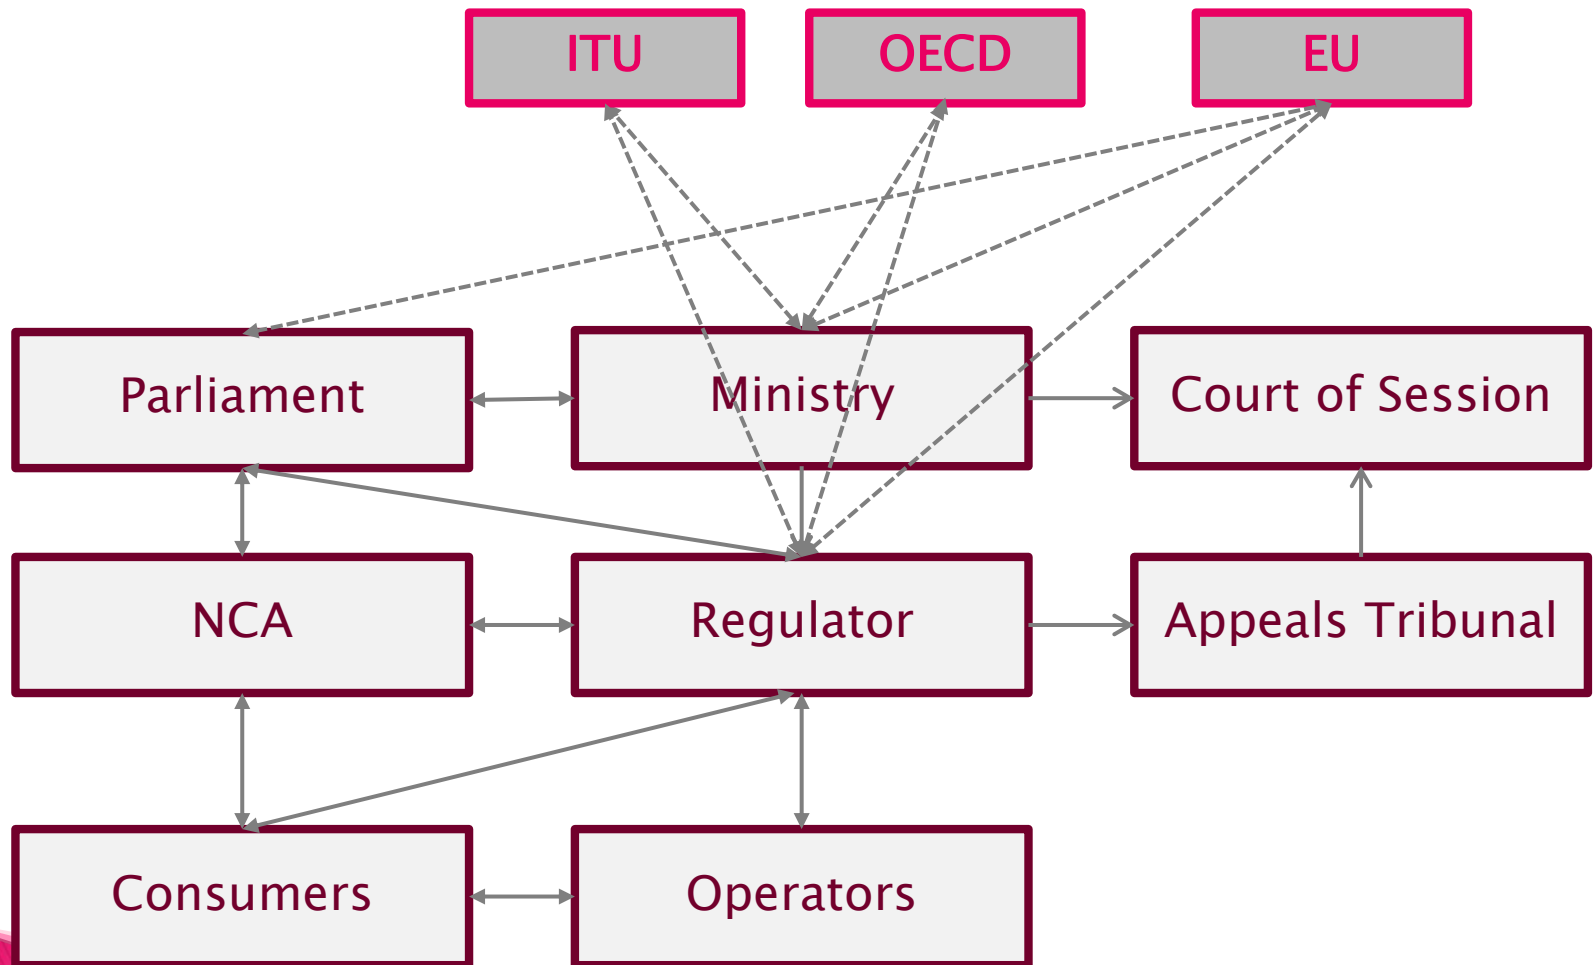 ITU
OECD
EU
Parliament
Ministry
Court of Session
NCA
Regulator
Appeals Tribunal
Consumers
Operators